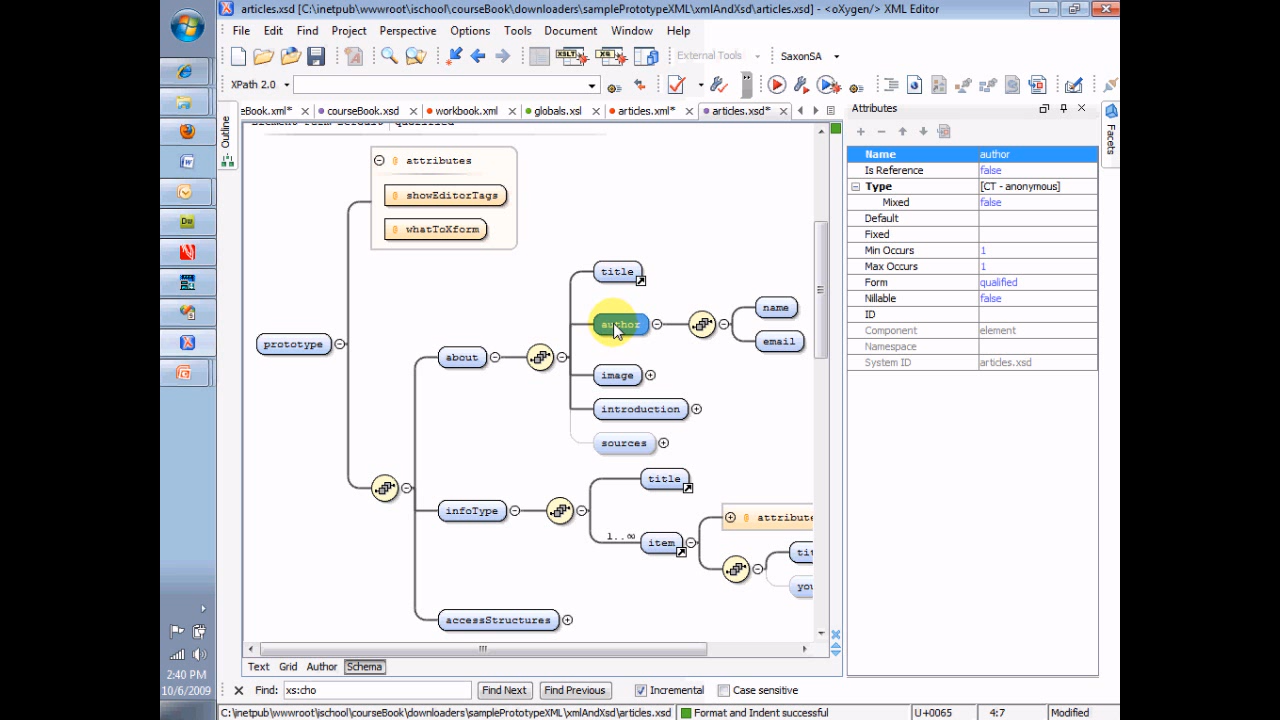 articles.xsd [C:\inetpub\wwwroot\ischool\courseBook\downloaders\samplePrototypeXML\xmlAndXsd\articles.xsd] - <oXygen/> XML Editor
File Edit Find Project Perspective Options Tools Document Window Help
External Tools SaxonSA
XPath 2.0
eBook.xml* courseBook.xsd workbook.xml globals.xsl articles.xml* articles.xsd*
Outline
attributes
showEditorTags
whatToXform
title
author
name
email
prototype
about
image
introduction
sources
title
infoType
1..∞
item
attribute
tit
you
accessStructures
Attributes
Name author
Is Reference false
Type [CT - anonymous]
Mixed false
Default
Fixed
Min Occurs 1
Max Occurs 1
Form qualified
Nillable false
ID
Component element
Namespace
System ID articles.xsd
Facets
Text Grid Author Schema
Find: xs:cho Find Next Find Previous Incremental Case sensitive
C:\inetpub\wwwroot\ischool\courseBook\downloaders\samplePrototypeXML\xmlAndXsd\articles.xsd Format and Indent successful U+0065 4:7 Modified
2:40 PM
10/6/2009